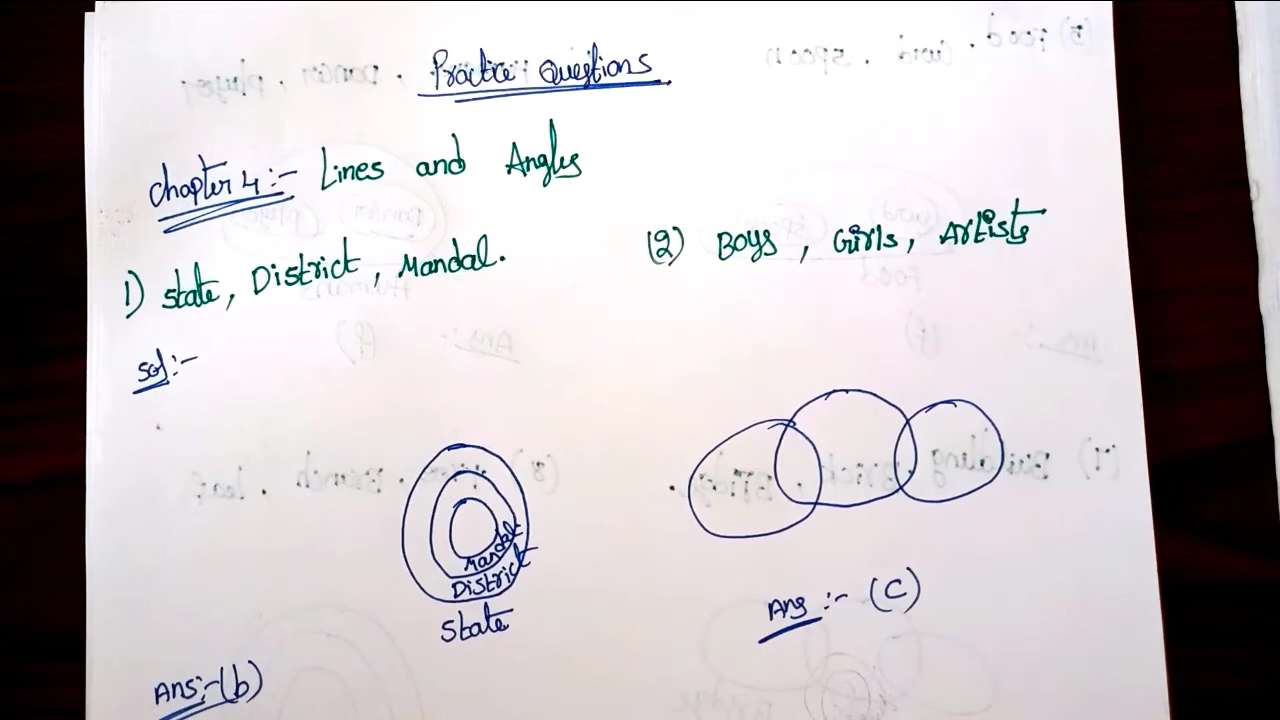 Practice Questions
Chapter 4:- Lines and Angles
1) State, District, Mandal.
Sol:-
Mandal
District
State
Ans:-(b)
(2) Boys, Girls, Artists
Ans:- (C)